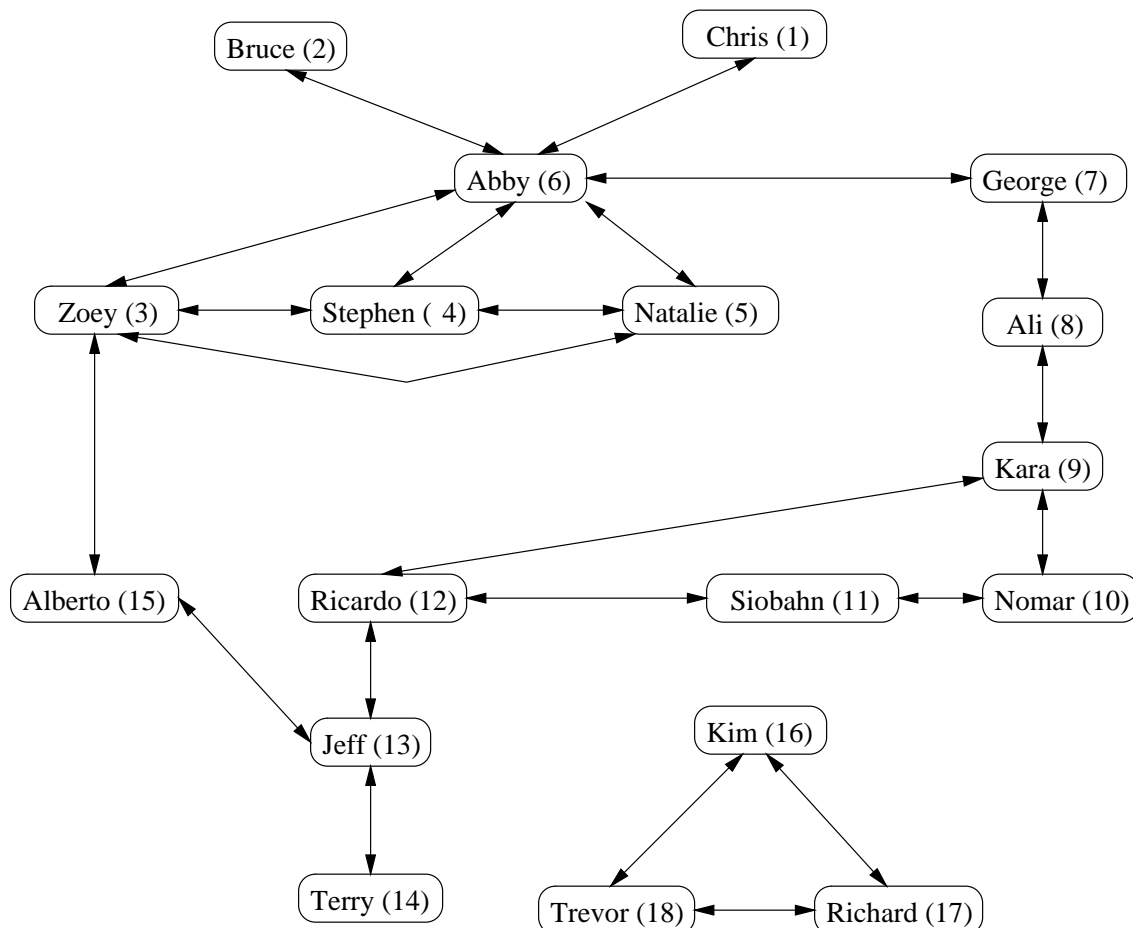 Bruce (2)
Chris (1)
Abby (6)
George (7)
Zoey (3)
Stephen ( 4)
Natalie (5)
Ali (8)
Kara (9)
Alberto (15)
Ricardo (12)
Siobahn (11)
Nomar (10)
Jeff (13)
Kim (16)
Terry (14)
Trevor (18)
Richard (17)